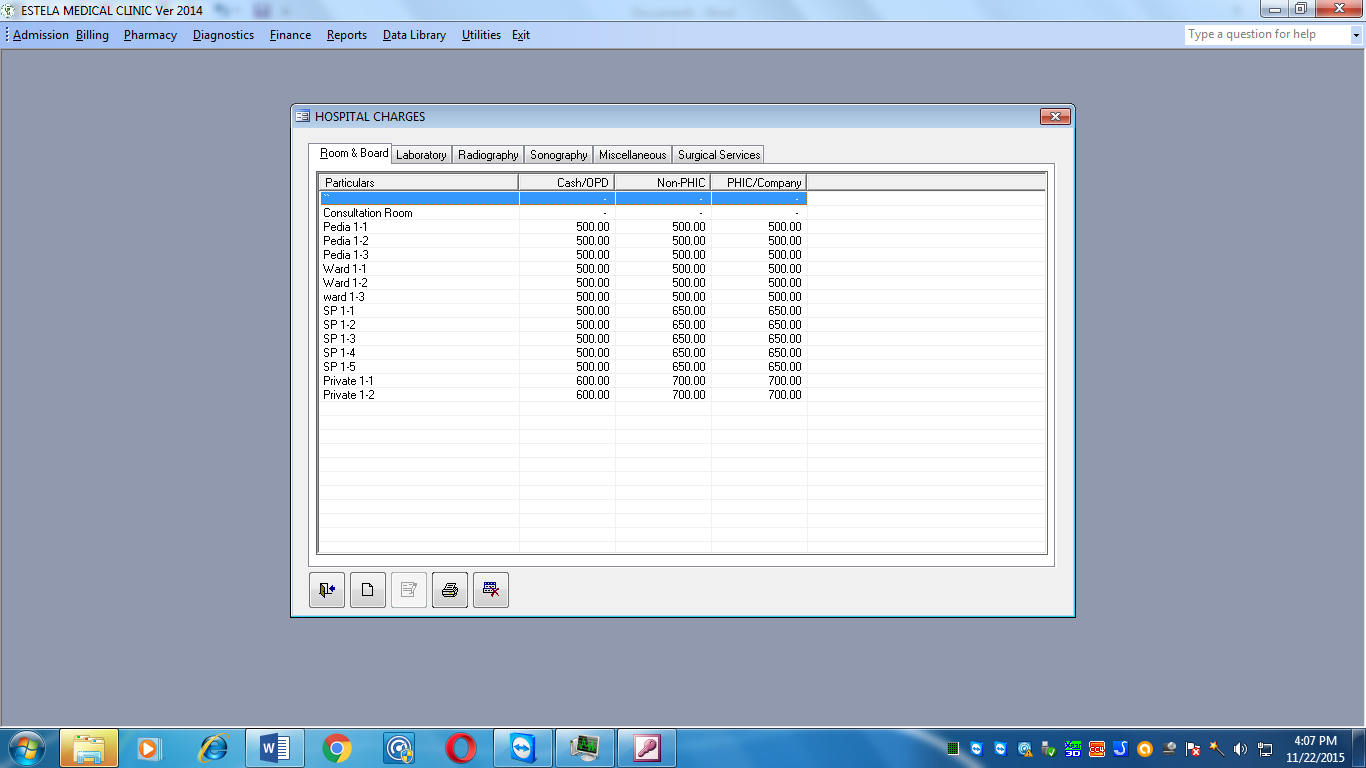 ESTELA MEDICAL CLINIC Ver 2014
Admission Billing Pharmacy Diagnostics Finance Reports Data Library Utilities Exit Type a question for help
HOSPITAL CHARGES
Room & Board Laboratory Radiography Sonography Miscellaneous Surgical Services
Particulars Cash/OPD Non-PHIC PHIC/Company
`` - - -
Consultation Room - - -
Pedia 1-1 500.00 500.00 500.00
Pedia 1-2 500.00 500.00 500.00
Pedia 1-3 500.00 500.00 500.00
Ward 1-1 500.00 500.00 500.00
Ward 1-2 500.00 500.00 500.00
ward 1-3 500.00 500.00 500.00
SP 1-1 500.00 650.00 650.00
SP 1-2 500.00 650.00 650.00
SP 1-3 500.00 650.00 650.00
SP 1-4 500.00 650.00 650.00
SP 1-5 500.00 650.00 650.00
Private 1-1 600.00 700.00 700.00
Private 1-2 600.00 700.00 700.00
4:07 PM
11/22/2015